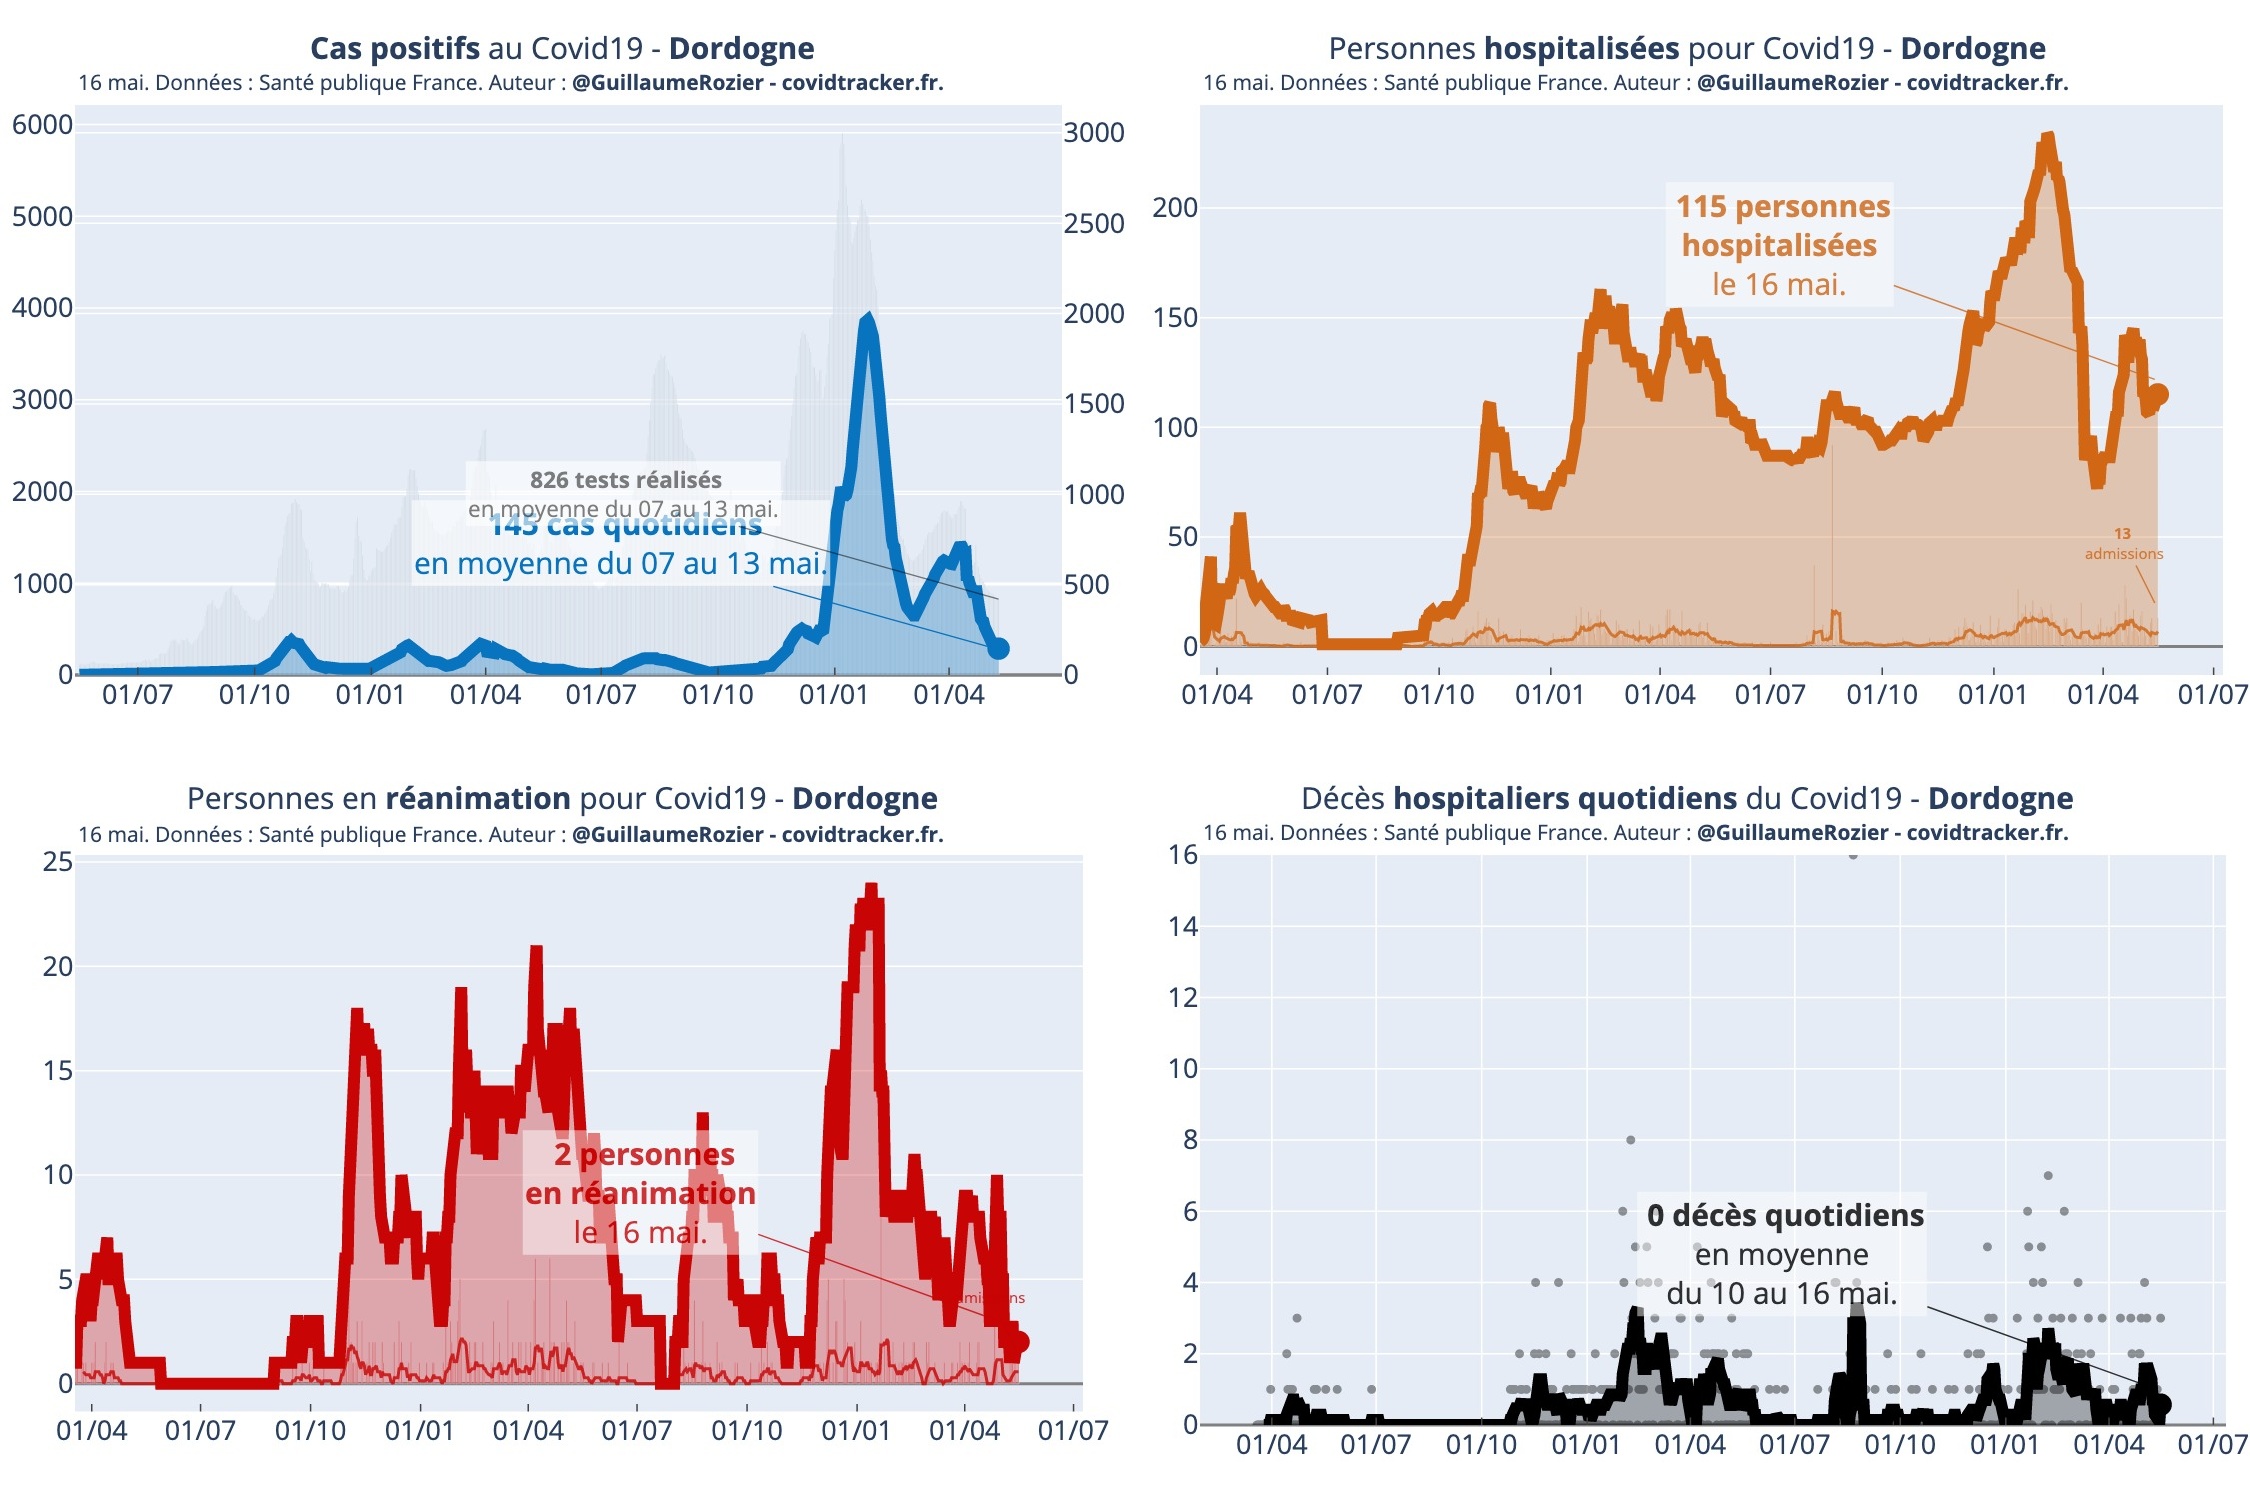 Cas positifs au Covid19 - Dordogne
16 mai. Données : Santé publique France. Auteur : @GuillaumeRozier - covidtracker.fr.
6000
5000
4000
3000
2000
1000
0
3000
2500
2000
1500
1000
500
0
826 tests réalisés
en moyenne du 07 au 13 mai.
145 cas quotidiens
en moyenne du 07 au 13 mai.
01/07 01/10 01/01 01/04 01/07 01/10 01/01 01/04
Personnes hospitalisées pour Covid19 - Dordogne
16 mai. Données : Santé publique France. Auteur : @GuillaumeRozier - covidtracker.fr.
200
150
100
50
0
115 personnes
hospitalisées
le 16 mai.
13
admissions
01/04 01/07 01/10 01/01 01/04 01/07 01/10 01/01 01/04 01/07
Personnes en réanimation pour Covid19 - Dordogne
16 mai. Données : Santé publique France. Auteur : @GuillaumeRozier - covidtracker.fr.
25
20
15
10
5
0
2 personnes
en réanimation
le 16 mai.
01/04 01/07 01/10 01/01 01/04 01/07 01/10 01/01 01/04 01/07
Décès hospitaliers quotidiens du Covid19 - Dordogne
16 mai. Données : Santé publique France. Auteur : @GuillaumeRozier - covidtracker.fr.
16
14
12
10
8
6
4
2
0
0 décès quotidiens
en moyenne
du 10 au 16 mai.
01/04 01/07 01/10 01/01 01/04 01/07 01/10 01/01 01/04 01/07